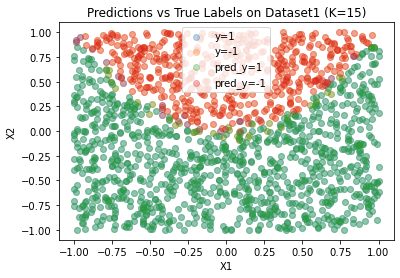 Predictions vs True Labels on Dataset1 (K=15)
y=1
y=-1
pred_y=1
pred_y=-1
X2
1.00
0.75
0.50
0.25
0.00
−0.25
−0.50
−0.75
−1.00
−1.00 −0.75 −0.50 −0.25 0.00 0.25 0.50 0.75 1.00
X1